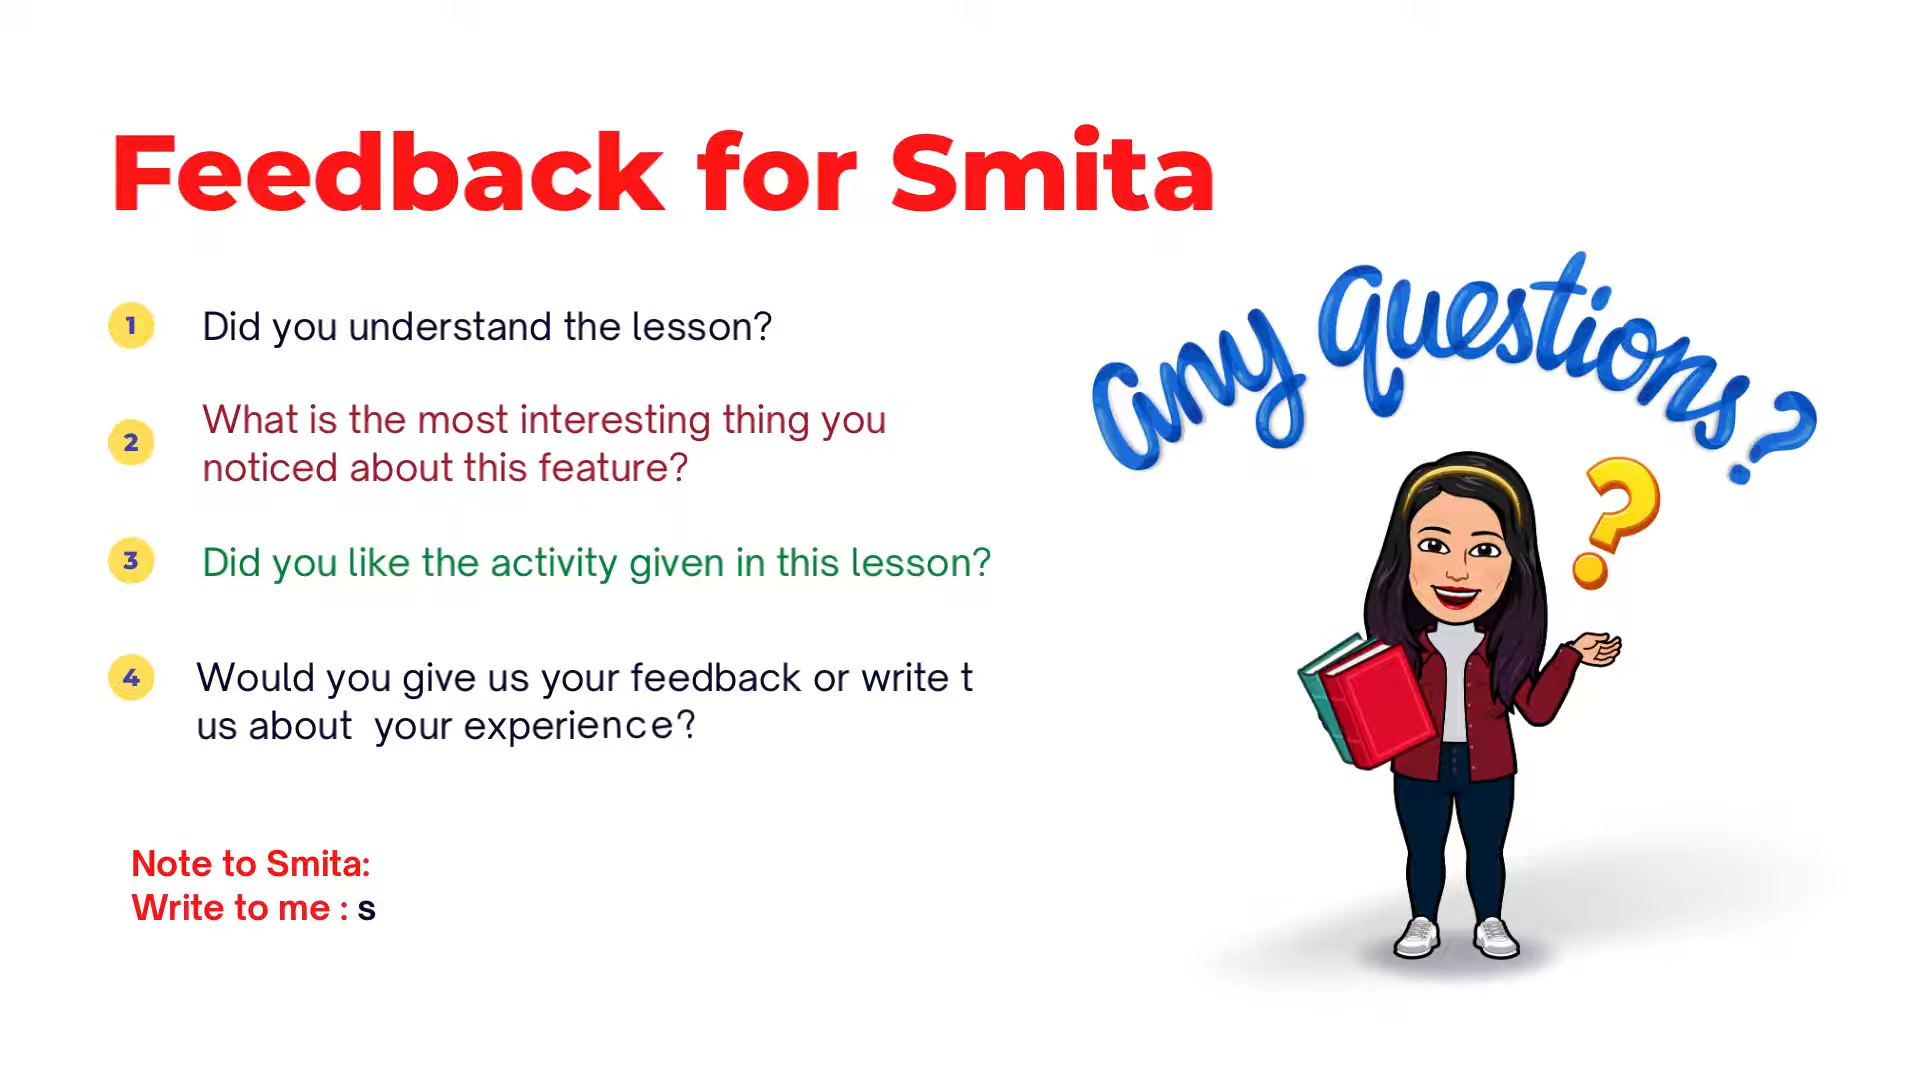 Feedback for Smita
any questions?
1 Did you understand the lesson?
2 What is the most interesting thing you
noticed about this feature?
3 Did you like the activity given in this lesson?
4 Would you give us your feedback or write t
us about your experience?
Note to Smita:
Write to me : s